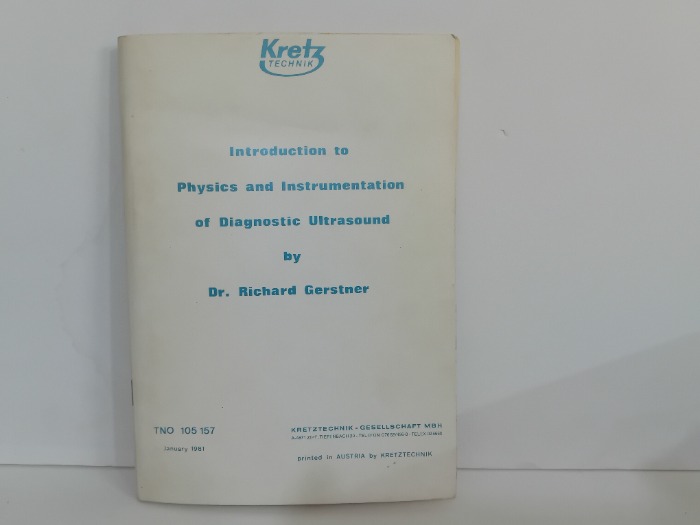 Kretz
TECHNIK
Introduction to
Physics and Instrumentation
of Diagnostic Ultrasound
by
Dr. Richard Gerstner
TNO 105 157
January 1981
KRETZTECHNIK - GESELLSCHAFT MBH
printed in AUSTRIA by KRETZTECHNIK